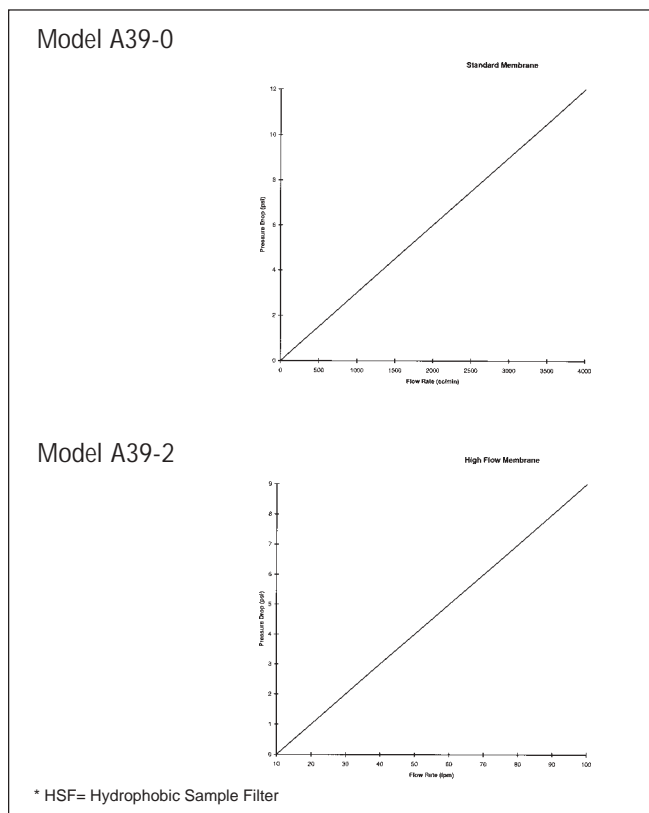 Model A39-0
Standard Membrane
12
10
8
6
4
2
0
Pressure Drop (psi)
0 500 1000 1500 2000 2500 3000 3500 4000
Flow Rate (cc/min)
Model A39-2
High Flow Membrane
9
8
7
6
5
4
3
2
1
0
Pressure Drop (psi)
10 20 30 40 50 60 70 80 90 100
Flow Rate (lpm)
* HSF= Hydrophobic Sample Filter